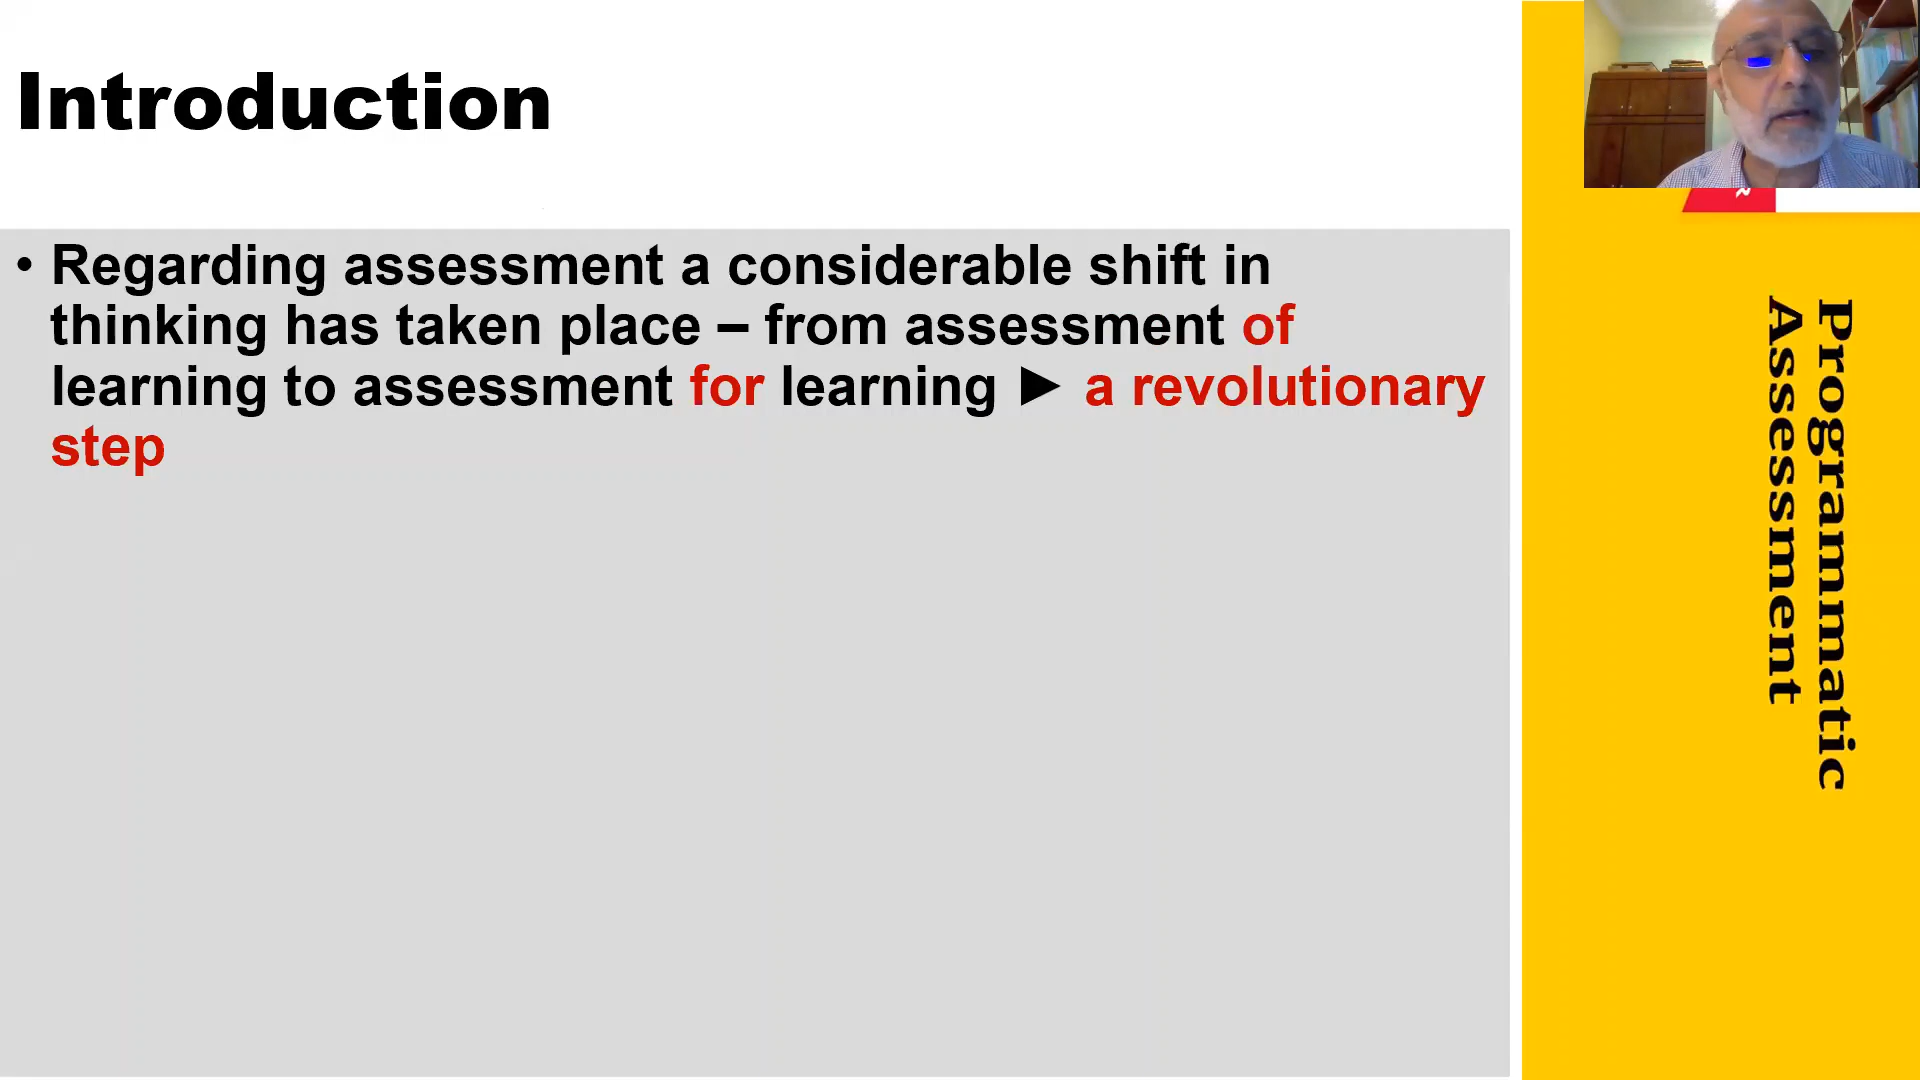 Introduction
• Regarding assessment a considerable shift in
thinking has taken place – from assessment of
learning to assessment for learning ► a revolutionary
step
Programmatic
Assessment